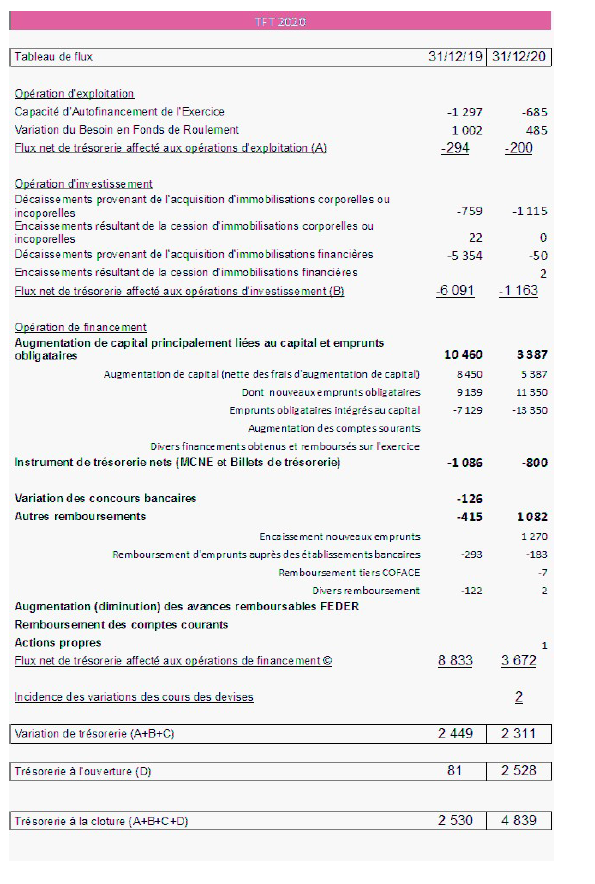 TFT 2020
Tableau de flux 31/12/19 31/12/20
Opération d'exploitation
Capacité d'Autofinancement de l'Exercice -1 297 -685
Variation du Besoin en Fonds de Roulement 1 002 485
Flux net de trésorerie affecté aux opérations d'exploitation (A) -294 -200
Opération d'investissement
Décaissements provenant de l'acquisition d'immobilisations corporelles ou
incoporelles -759 -1 115
Encaissements résultant de la cession d'immobilisations corporelles ou
incoporelles 22 0
Décaissements provenant de l'acquisition d'immobilisations financières -5 354 -50
Encaissements résultant de la cession d'immobilisations financières 2
Flux net de trésorerie affecté aux opérations d'investissement (B) -6 091 -1 163
Opération de financement
Augmentation de capital principalement liées au capital et emprunts
obligataires 10 460 3 387
Augmentation de capital (nette des frais d'augmentation de capital) 8 450 5 387
Dont nouveaux emprunts obligataires 9 139 11 350
Emprunts obligataires intégrés au capital -7 129 -13 350
Augmentation des comptes sourants
Divers financements obtenus et remboursés sur l'exercice
Instrument de trésorerie nets (MCNE et Billets de trésorerie) -1 086 -800
Variation des concours bancaires -126
Autres remboursements -415 1 082
Encaissement nouveaux emprunts 1 270
Remboursement d'emprunts auprès des établissements bancaires -293 -183
Remboursement tiers COFACE -7
Divers remboursement -122 2
Augmentation (diminution) des avances remboursables FEDER
Remboursement des comptes courants
Actions propres 1
Flux net de trésorerie affecté aux opérations de financement © 8 833 3 672
Incidence des variations des cours des devises 2
Variation de trésorerie (A+B+C) 2 449 2 311
Trésorerie à l'ouverture (D) 81 2 528
Trésorerie à la cloture (A+B+C+D) 2 530 4 839